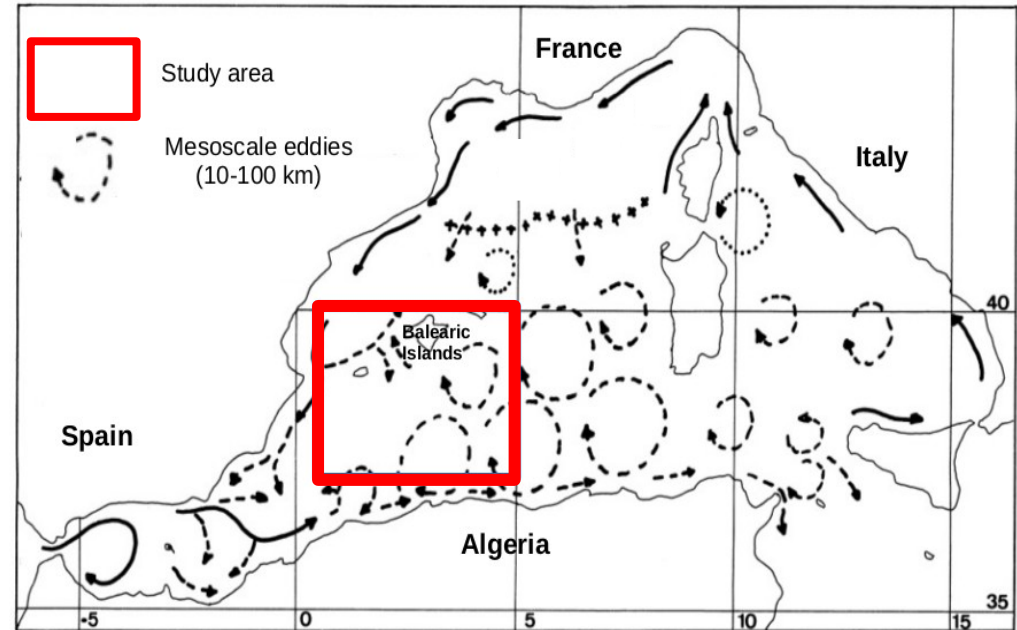 France
Study area
Mesoscale eddies
(10-100 km)
Italy
40
Balearic
Islands
Spain
Algeria
35
-5
0
5
10
15